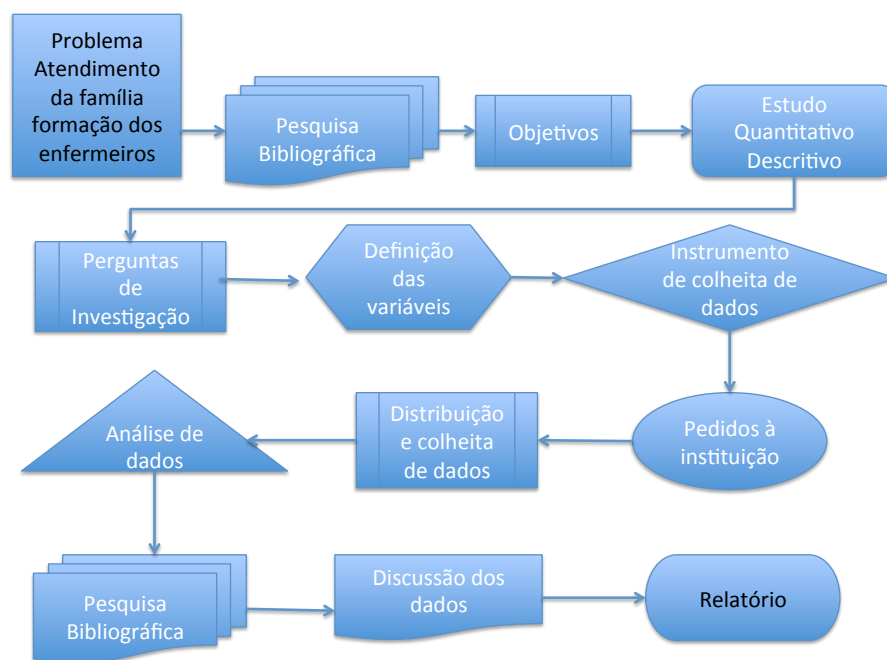 Problema
Atendimento
da família
formação dos
enfermeiros
Pesquisa
Bibliográfica
Objetivos
Estudo
Quantitativo
Descritivo
Perguntas
de
Investigação
Definição
das
variáveis
Instrumento
de colheita de
dados
Pedidos à
instituição
Distribuição
e colheita
de dados
Análise de
dados
Pesquisa
Bibliográfica
Discussão dos
dados
Relatório